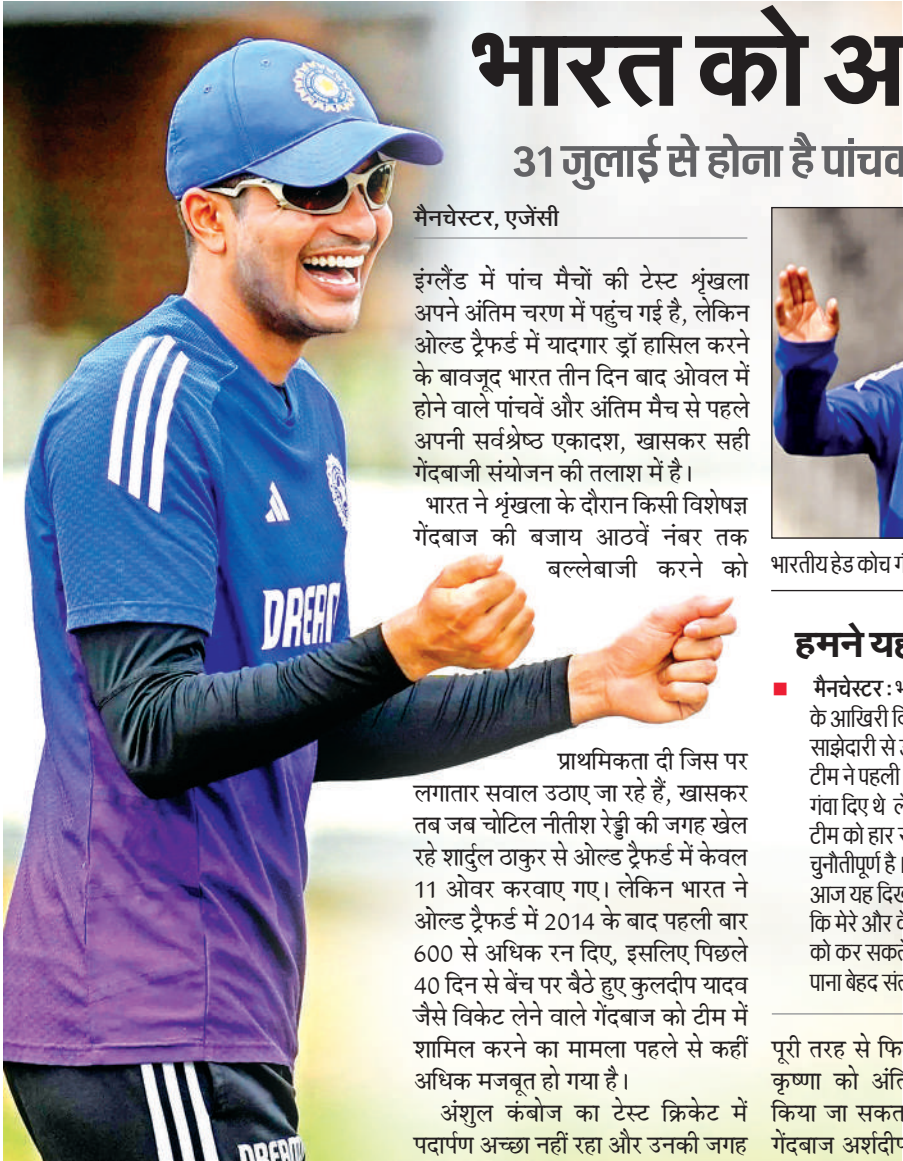 भारत को अ
31 जुलाई से होना है पांचव
मैनचेस्टर, एजेंसी
इंग्लैंड में पांच मैचों की टेस्ट शृंखला
अपने अंतिम चरण में पहुंच गई है, लेकिन
ओल्ड ट्रैफर्ड में यादगार ड्रॉ हासिल करने
के बावजूद भारत तीन दिन बाद ओवल में
होने वाले पांचवें और अंतिम मैच से पहले
अपनी सर्वश्रेष्ठ एकादश, खासकर सही
गेंदबाजी संयोजन की तलाश में है।
भारत ने शृंखला के दौरान किसी विशेषज्ञ
गेंदबाज की बजाय आठवें नंबर तक
बल्लेबाजी करने को
प्राथमिकता दी जिस पर
लगातार सवाल उठाए जा रहे हैं, खासकर
तब जब चोटिल नीतीश रेड्डी की जगह खेल
रहे शार्दुल ठाकुर से ओल्ड ट्रैफर्ड में केवल
11 ओवर करवाए गए। लेकिन भारत ने
ओल्ड ट्रैफर्ड में 2014 के बाद पहली बार
600 से अधिक रन दिए, इसलिए पिछले
40 दिन से बेंच पर बैठे हुए कुलदीप यादव
जैसे विकेट लेने वाले गेंदबाज को टीम में
शामिल करने का मामला पहले से कहीं
अधिक मजबूत हो गया है।
अंशुल कंबोज का टेस्ट क्रिकेट में
पदार्पण अच्छा नहीं रहा और उनकी जगह
भारतीय हेड कोच
हमने यह
मैनचेस्टर :
के आखिरी
साझेदारी से
टीम ने पहली
गंवा दिए थे
टीम को हार
चुनौतीपूर्ण है।
आज यह
कि मेरे और
को कर सकते
पाना बेहद
पूरी तरह से
कृष्णा को
किया जा
गेंदबाज
DREAM
DREAM